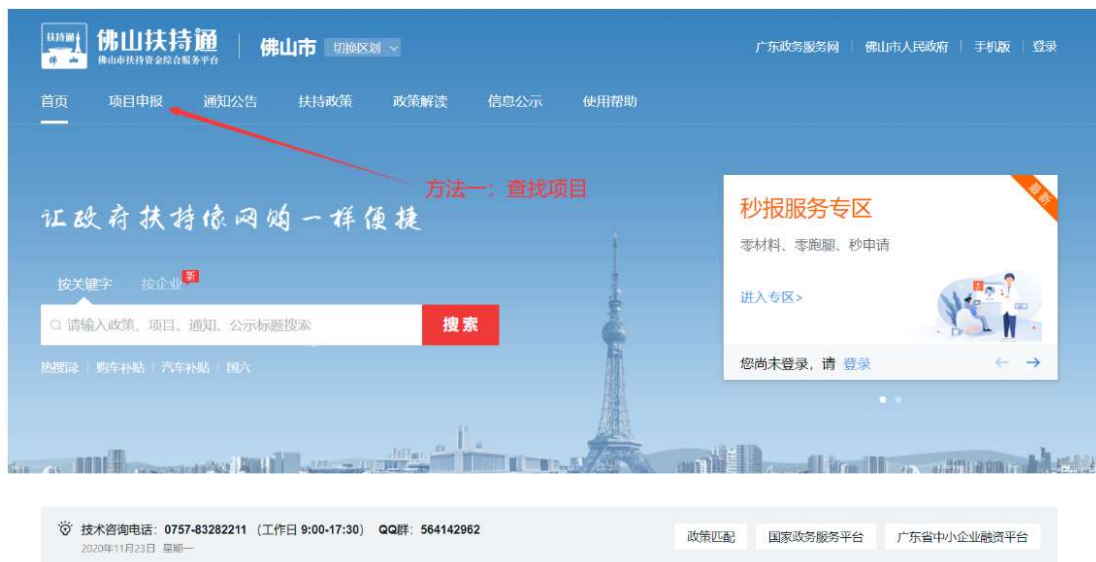 扶持通
佛山扶持通
佛山市扶持资金综合服务平台
佛山市 切换区划
广东政务服务网 佛山市人民政府 手机版 登录
首页 项目申报 通知公告 扶持政策 政策解读 信息公示 使用帮助
方法一：查找项目
让政府扶持像网购一样便捷
最新
秒报服务专区
零材料、零跑腿、秒申请
按关键字 按企业 新
进入专区>
请输入政策、项目、通知、公示标题搜索 搜索
购车补贴 汽车补贴 国六
您尚未登录，请 登录 ← →
技术咨询电话：0757-83282211 （工作日 9:00-17:30） QQ群：564142962
2020年11月23日 星期一
政策匹配 国家政务服务平台 广东省中小企业融资平台